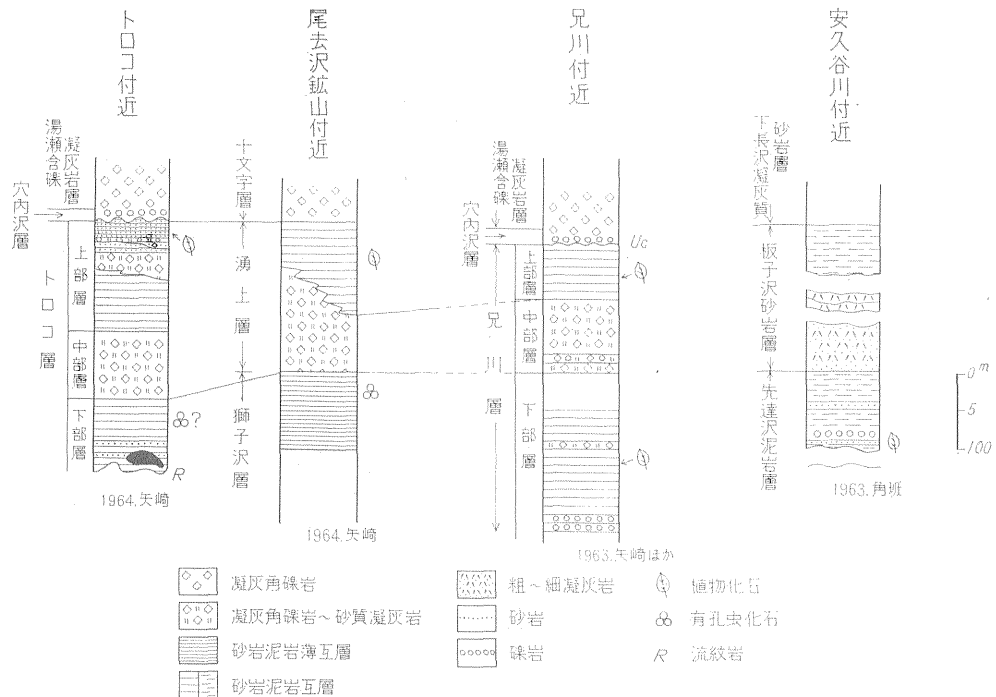 トロコ付近
湯瀬含礫
凝灰岩層
穴内沢層
トロコ層
上部層
中部層
下部層
?
R
1964.矢崎
尾去沢鉱山付近
十文字層
湧上層
獅子沢層
1964.矢崎
兄川付近
湯瀬含礫
凝灰岩層
穴内沢層
兄川層
上部層
中部層
下部層
UG
1963.矢崎ほか
安久谷川付近
下長沢凝灰質
砂岩層
板子沢砂岩層
先達沢泥岩層
0m
5
100
1963.角班
凝灰角礫岩
凝灰角礫岩~砂質凝灰岩
砂岩泥岩薄互層
砂岩泥岩互層
粗~細凝灰岩
砂岩
礫岩
植物化石
有孔虫化石
R 流紋岩